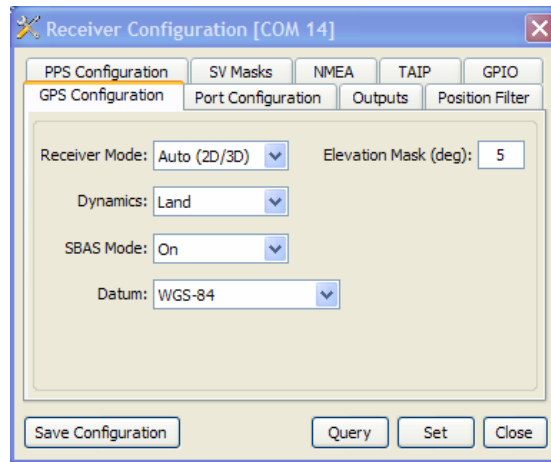 Receiver Configuration [COM 14]
PPS Configuration SV Masks NMEA TAIP GPIO
GPS Configuration Port Configuration Outputs Position Filter
Receiver Mode: Auto (2D/3D) Elevation Mask (deg): 5
Dynamics: Land
SBAS Mode: On
Datum: WGS-84
Save Configuration Query Set Close